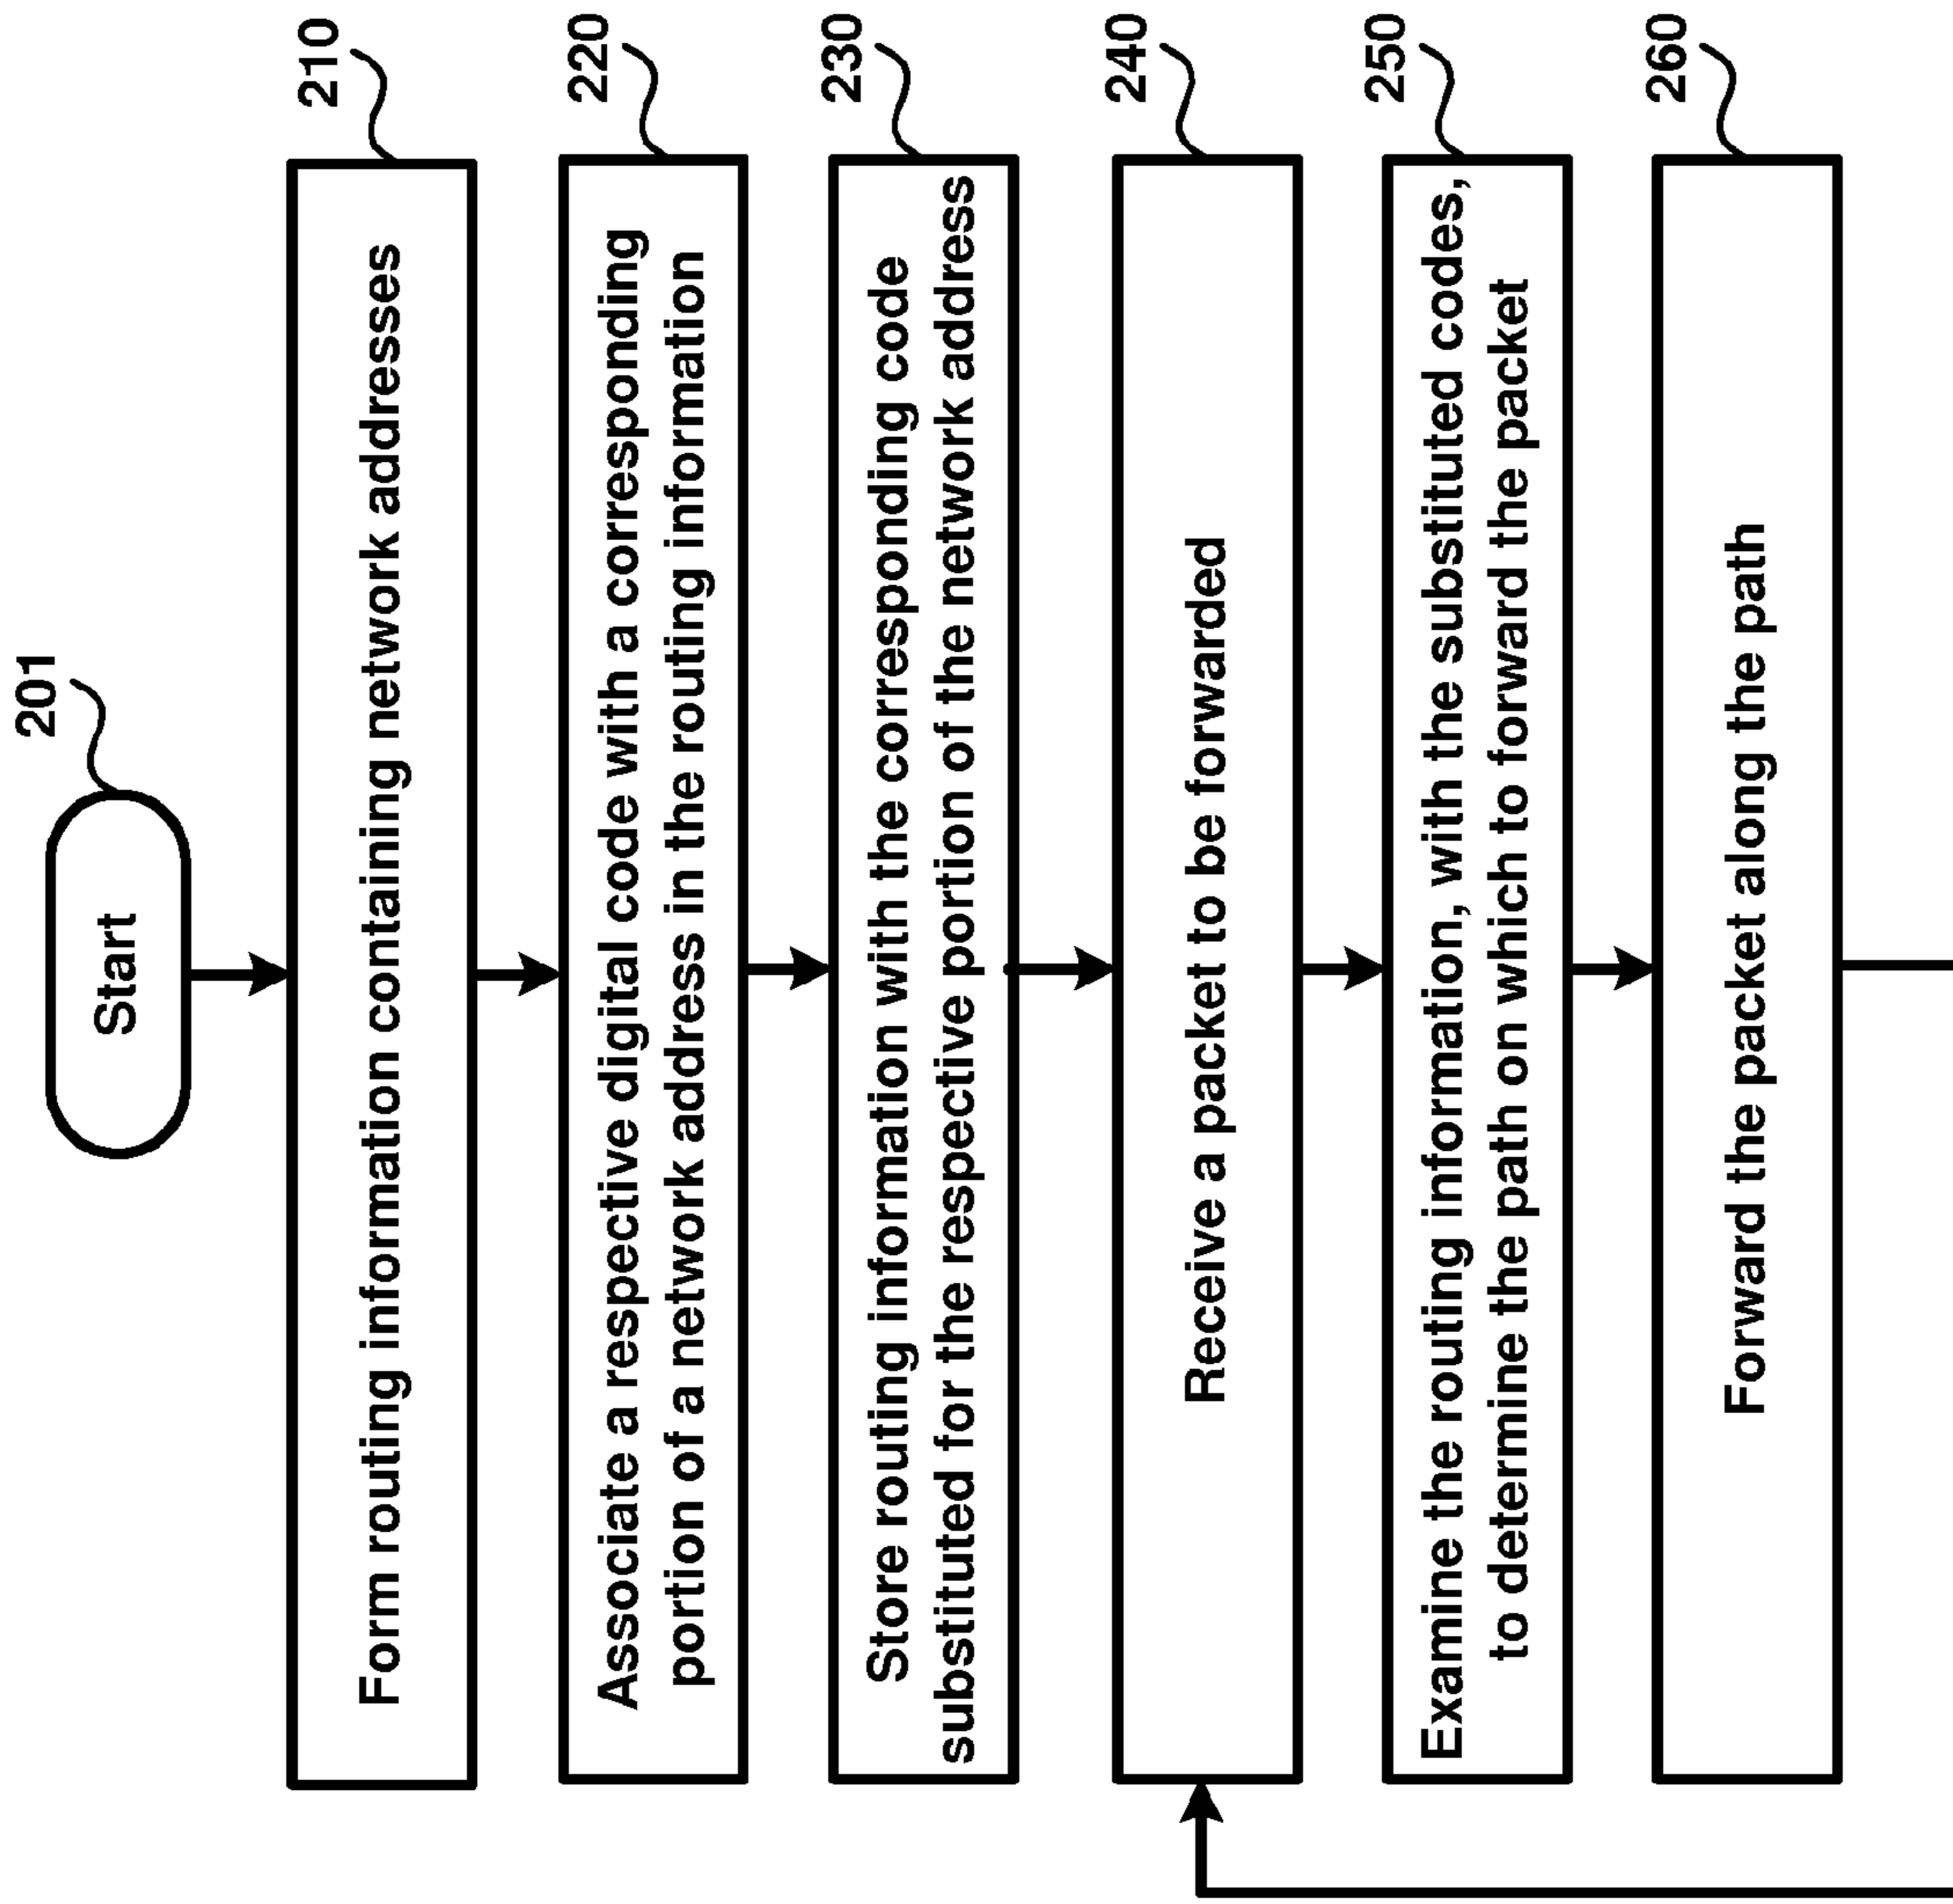 201
Start
210
Form routing information containing network addresses
220
Associate a respective digital code with a corresponding
portion of a network address in the routing information
230
Store routing information with the corresponding code
substituted for the respective portion of the network address
240
Receive a packet to be forwarded
250
Examine the routing information, with the substituted codes,
to determine the path on which to forward the packet
260
Forward the packet along the path